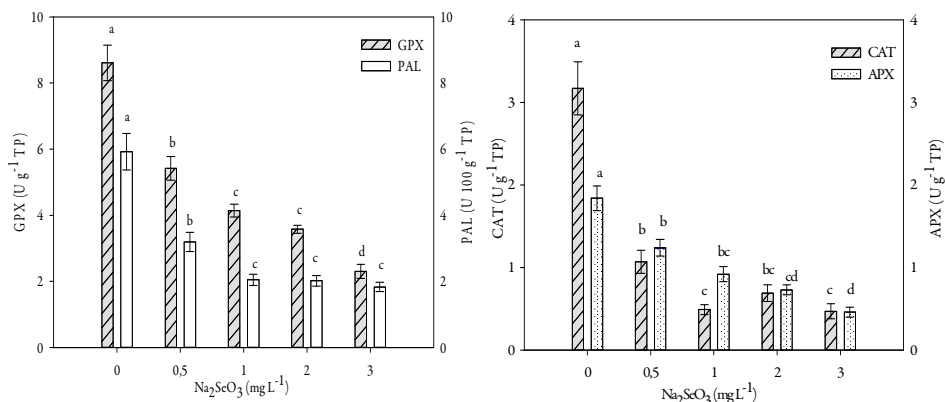 10
8
6
4
2
0
GPX (U g⁻¹ TP)
a
a
b
b
c
c
c
c
d
c
GPX
PAL
10
8
6
4
2
0
PAL (U 100 g⁻¹ TP)
0 0,5 1 2 3
Na₂SeO₃ (mg L⁻¹)
4
3
2
1
0
CAT (U g⁻¹ TP)
a
a
b
b
c
bc
bc
cd
c
d
CAT
APX
4
3
2
1
0
APX (U g⁻¹ TP)
0 0,5 1 2 3
Na₂SeO₃ (mg L⁻¹)